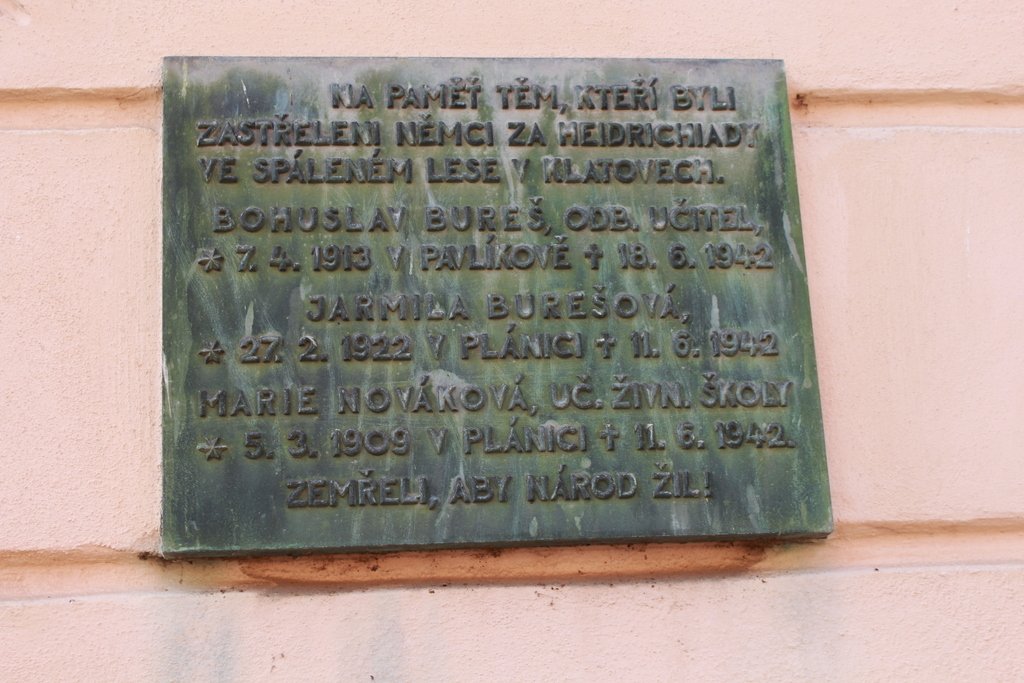 NA PAMĚŤ TĚM, KTEŘÍ BYLI
ZASTŘELENI NĚMCI ZA HEIDRICHIADY
VE SPÁLENÉM LESE V KLATOVECH.
BOHUSLAV BUREŠ, ODB. UČITEL,
* 7. 4. 1913 V PAVLÍKOVĚ † 18. 6. 1942
JARMILA BUREŠOVÁ,
* 27. 2. 1922 V PLÁNICI † 11. 6. 1942
MARIE NOVÁKOVÁ, UČ. ŽIVN. ŠKOLY
* 5. 3. 1909 V PLÁNICI † 11. 6. 1942.
ZEMŘELI, ABY NÁROD ŽIL!